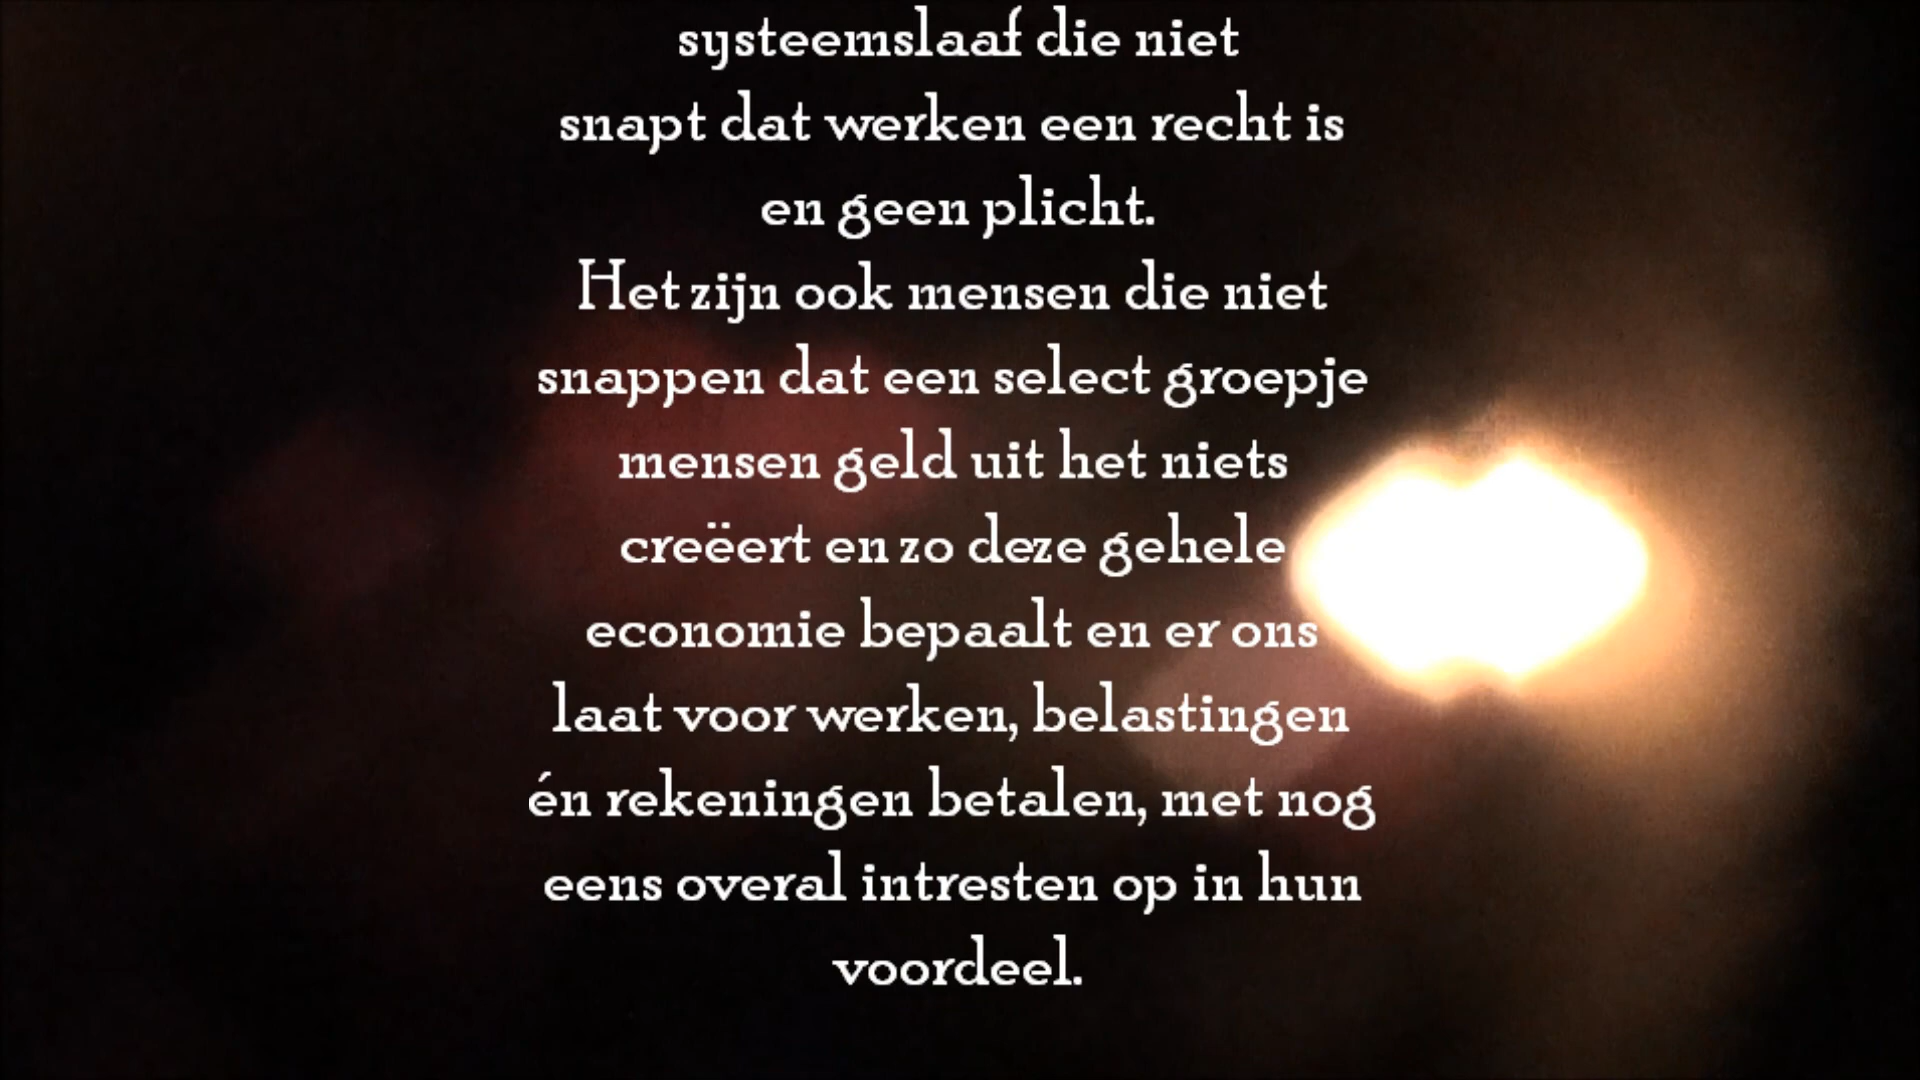 systeemslaaf die niet
snapt dat werken een recht is
en geen plicht.
Het zijn ook mensen die niet
snappen dat een select groepje
mensen geld uit het niets
creëert en zo deze gehele
economie bepaalt en er ons
laat voor werken, belastingen
én rekeningen betalen, met nog
eens overal intresten op in hun
voordeel.